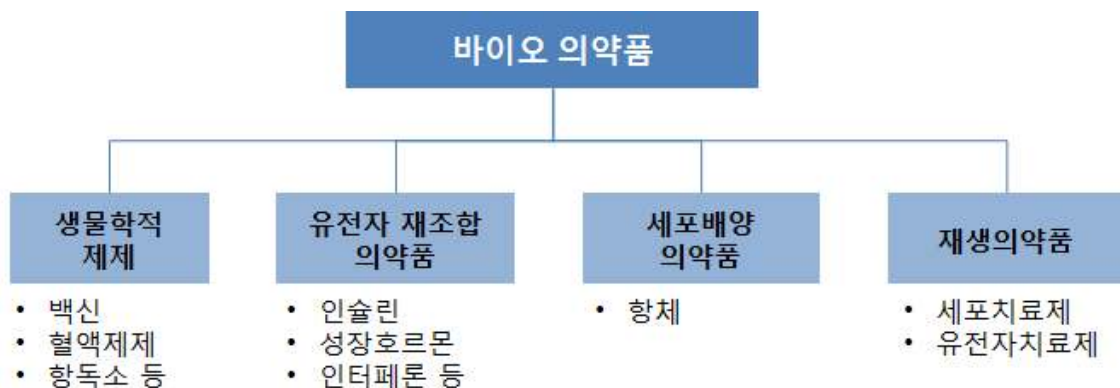 바이오 의약품
생물학적
제제
• 백신
• 혈액제제
• 항독소 등
유전자 재조합
의약품
• 인슐린
• 성장호르몬
• 인터페론 등
세포배양
의약품
• 항체
재생의약품
• 세포치료제
• 유전자치료제